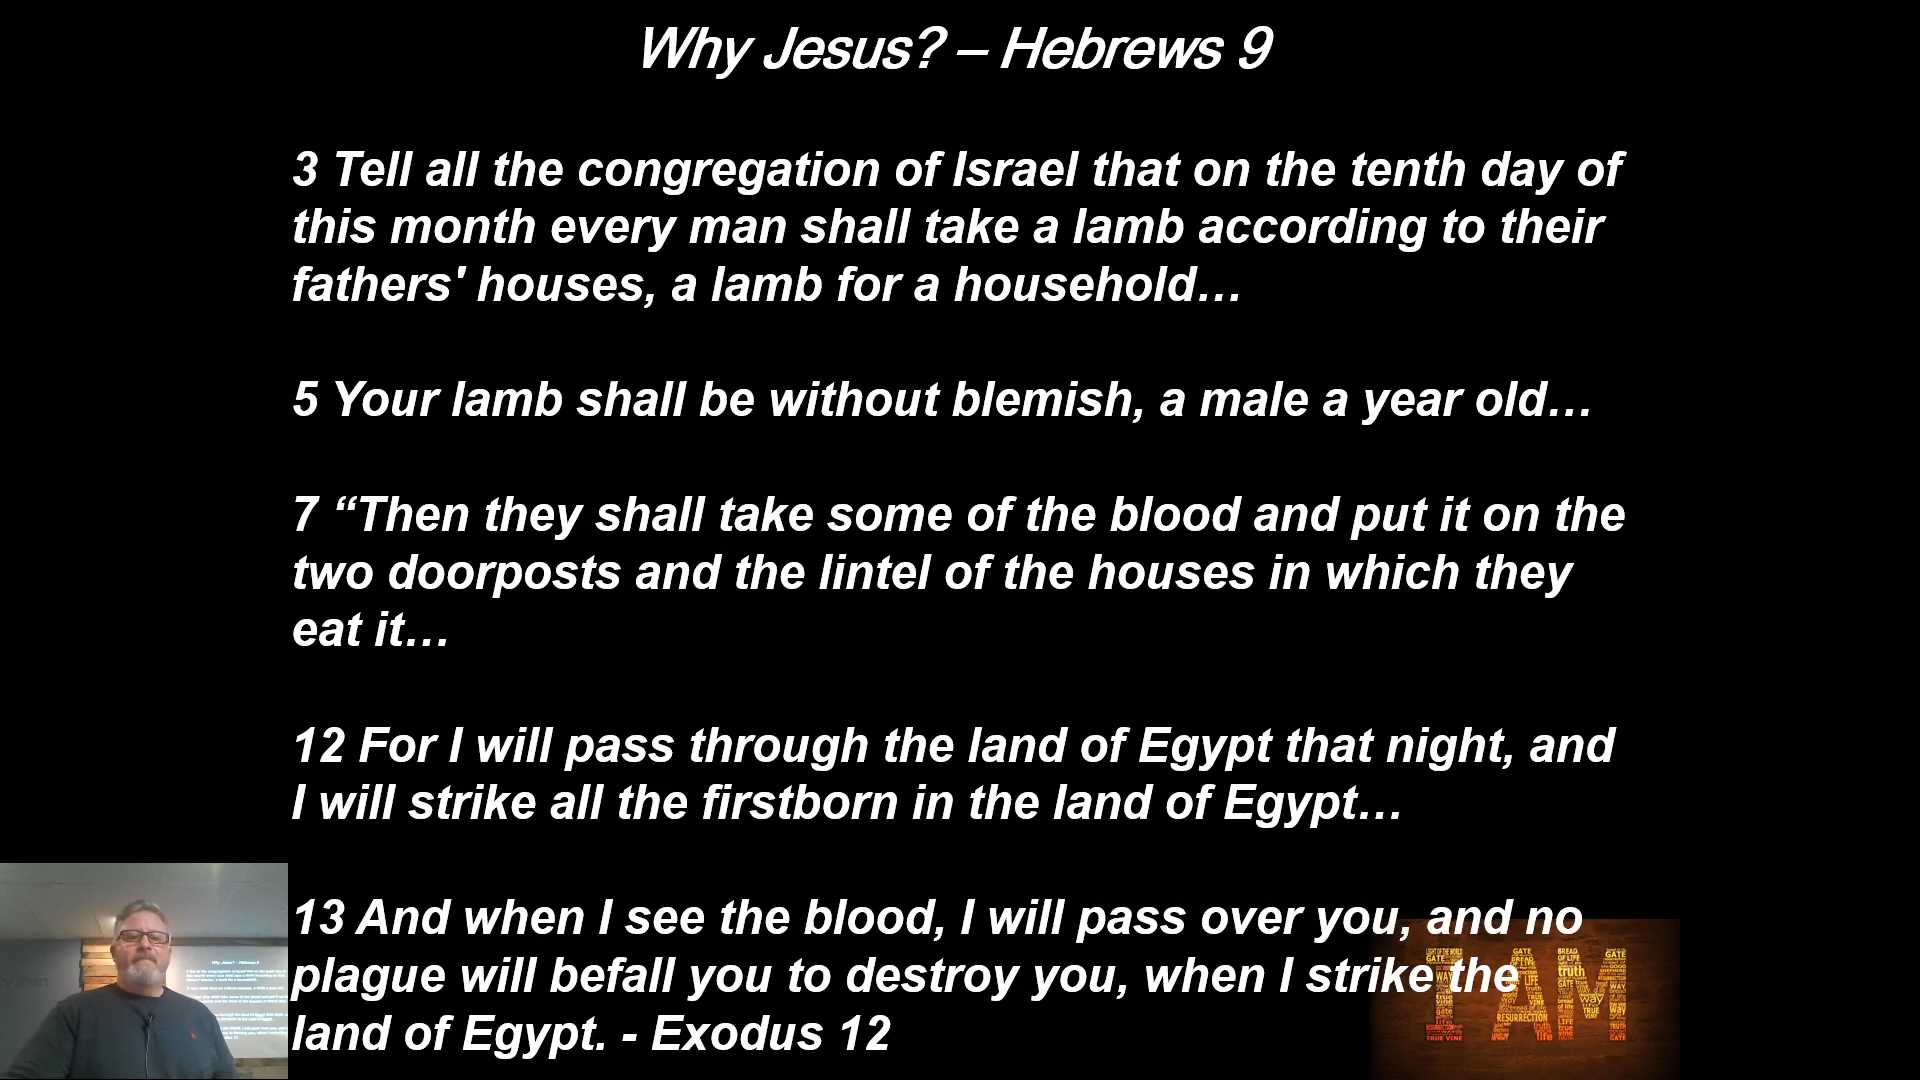 Why Jesus? – Hebrews 9
3 Tell all the congregation of Israel that on the tenth day of
this month every man shall take a lamb according to their
fathers' houses, a lamb for a household…
5 Your lamb shall be without blemish, a male a year old…
7 “Then they shall take some of the blood and put it on the
two doorposts and the lintel of the houses in which they
eat it…
12 For I will pass through the land of Egypt that night, and
I will strike all the firstborn in the land of Egypt…
13 And when I see the blood, I will pass over you, and no
plague will befall you to destroy you, when I strike the
land of Egypt. - Exodus 12
I AM